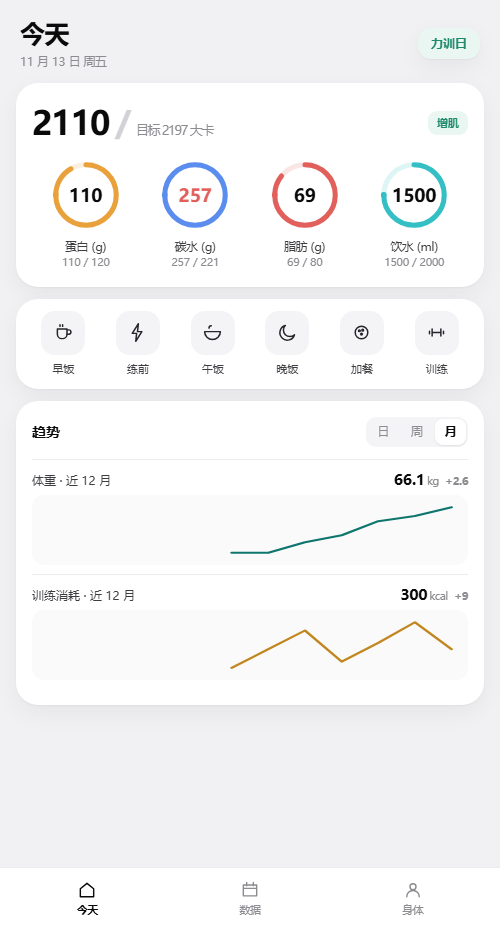 今天
11 月 13 日 周五
力训日
2110 / 目标 2197 大卡
增肌
110
257
69
1500
蛋白 (g)
碳水 (g)
脂肪 (g)
饮水 (ml)
110 / 120
257 / 221
69 / 80
1500 / 2000
早饭
练前
午饭
晚饭
加餐
训练
趋势
日
周
月
体重 · 近 12 月
66.1 kg +2.6
训练消耗 · 近 12 月
300 kcal +9
今天
数据
身体